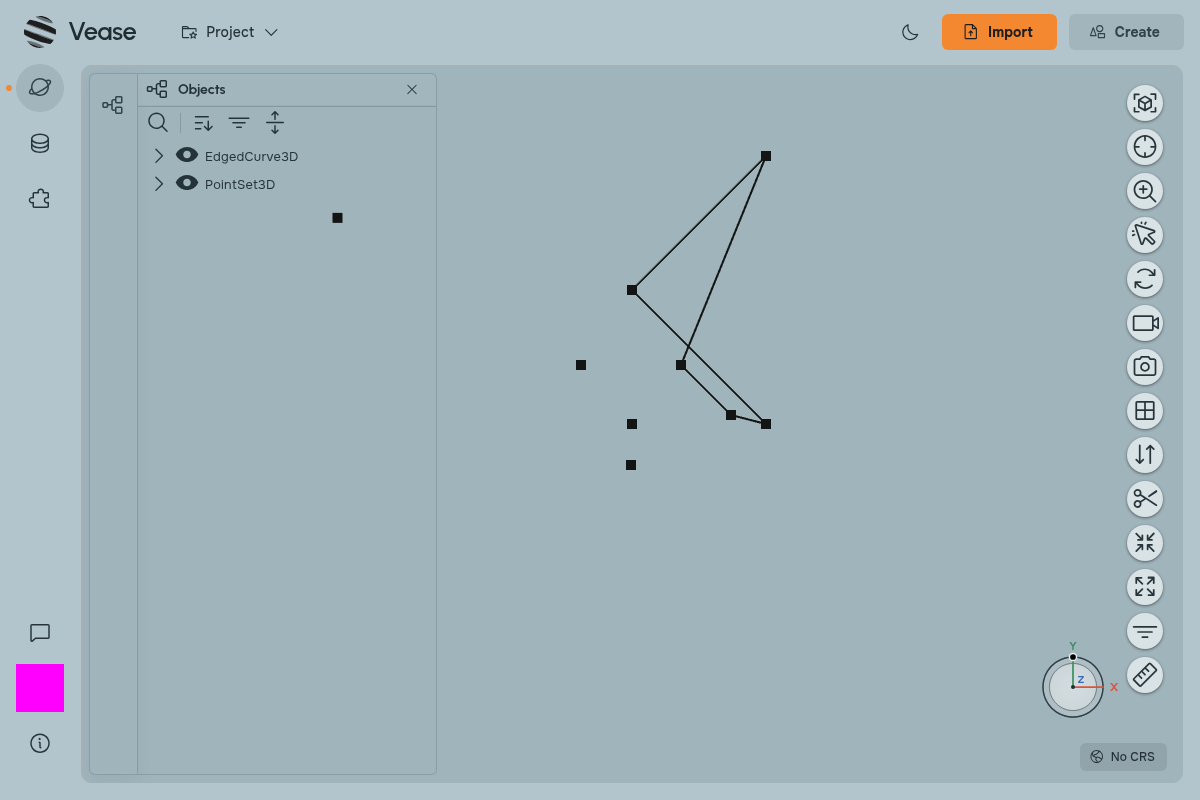 Vease
Project
Import
Create
Objects
EdgedCurve3D
PointSet3D
Y
Z
X
No CRS